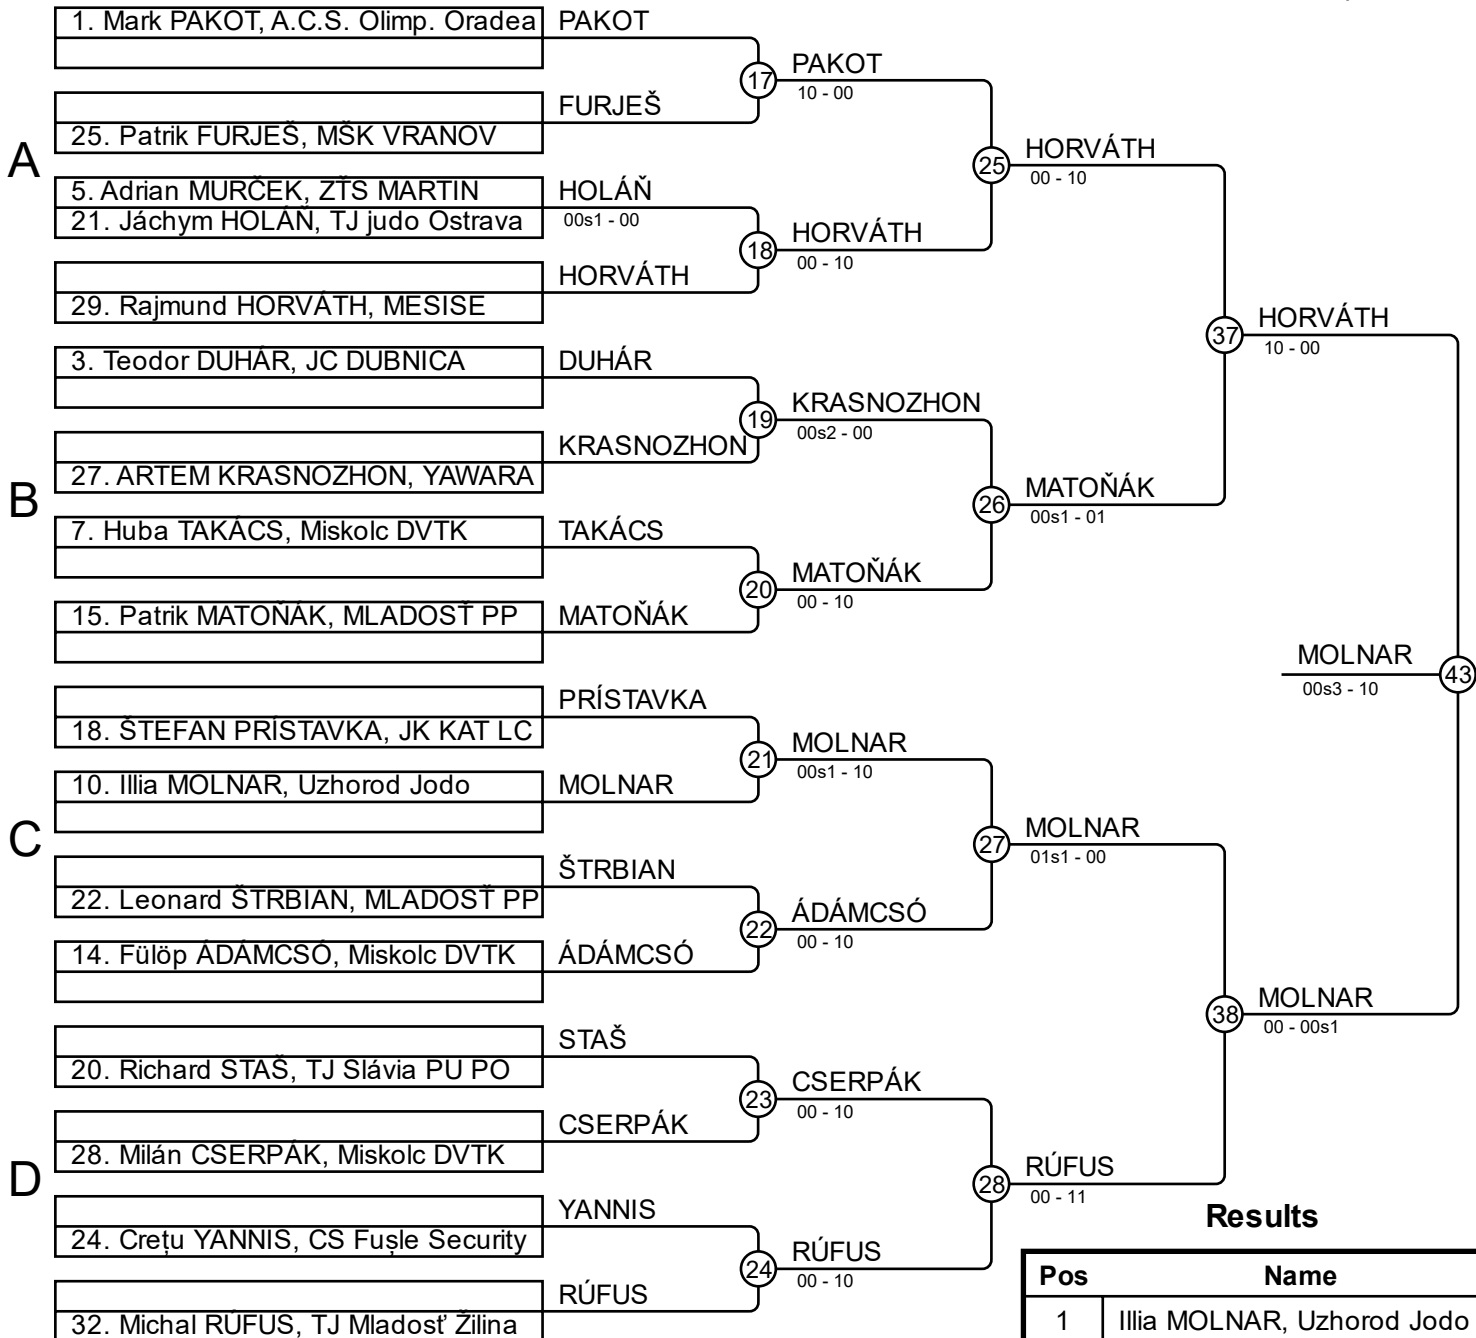 1. Mark PAKOT, A.C.S. Olimp. Oradea
PAKOT
17
PAKOT
10 - 00
25. Patrik FURJEŠ, MŠK VRANOV
FURJEŠ
A
25
HORVÁTH
00 - 10
5. Adrian MURČEK, ZŤS MARTIN
21. Jáchym HOLÁŇ, TJ judo Ostrava
HOLÁŇ
00s1 - 00
18
HORVÁTH
00 - 10
29. Rajmund HORVÁTH, MESISE
HORVÁTH
37
HORVÁTH
10 - 00
3. Teodor DUHÁR, JC DUBNICA
DUHÁR
19
KRASNOZHON
00s2 - 00
27. ARTEM KRASNOZHON, YAWARA
KRASNOZHON
B
26
MATOŇÁK
00s1 - 01
7. Huba TAKÁCS, Miskolc DVTK
TAKÁCS
20
MATOŇÁK
00 - 10
15. Patrik MATOŇÁK, MLADOSŤ PP
MATOŇÁK
MOLNAR
00s3 - 10
43
18. ŠTEFAN PRÍSTAVKA, JK KAT LC
PRÍSTAVKA
21
MOLNAR
00s1 - 10
10. Illia MOLNAR, Uzhorod Jodo
MOLNAR
C
27
MOLNAR
01s1 - 00
22. Leonard ŠTRBIAN, MLADOSŤ PP
ŠTRBIAN
22
ÁDÁMCSÓ
00 - 10
14. Fülöp ÁDÁMCSÓ, Miskolc DVTK
ÁDÁMCSÓ
38
MOLNAR
00 - 00s1
20. Richard STAŠ, TJ Slávia PU PO
STAŠ
23
CSERPÁK
00 - 10
28. Milán CSERPÁK, Miskolc DVTK
CSERPÁK
D
28
RÚFUS
00 - 11
24. Crețu YANNIS, CS Fușle Security
YANNIS
24
RÚFUS
00 - 10
32. Michal RÚFUS, TJ Mladosť Žilina
RÚFUS
Results
Pos Name
1 Illia MOLNAR, Uzhorod Jodo